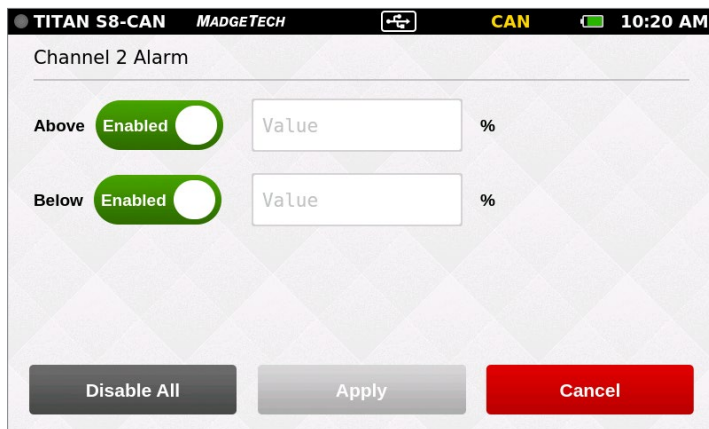 TITAN S8-CAN MADGETECH CAN 10:20 AM
Channel 2 Alarm
Above Enabled Value %
Below Enabled Value %
Disable All Apply Cancel